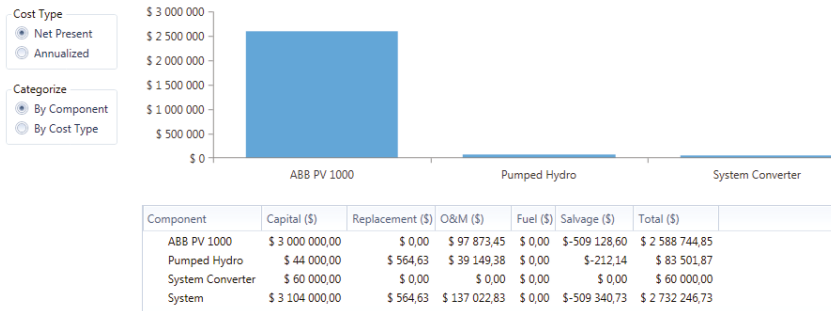 Cost Type
Net Present
Annualized
Categorize
By Component
By Cost Type
$ 3 000 000
$ 2 500 000
$ 2 000 000
$ 1 500 000
$ 1 000 000
$ 500 000
$ 0
ABB PV 1000 Pumped Hydro System Converter
Component Capital ($) Replacement ($) O&M ($) Fuel ($) Salvage ($) Total ($)
ABB PV 1000 $ 3 000 000,00 $ 0,00 $ 97 873,45 $ 0,00 $-509 128,60 $ 2 588 744,85
Pumped Hydro $ 44 000,00 $ 564,63 $ 39 149,38 $ 0,00 $-212,14 $ 83 501,87
System Converter $ 60 000,00 $ 0,00 $ 0,00 $ 0,00 $ 0,00 $ 60 000,00
System $ 3 104 000,00 $ 564,63 $ 137 022,83 $ 0,00 $-509 340,73 $ 2 732 246,73